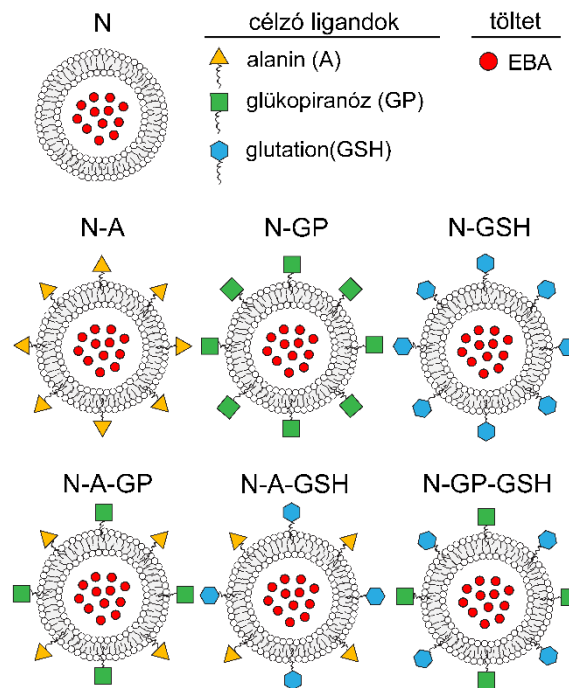 N
célzó ligandok
töltet
alanin (A)
EBA
glükopiranóz (GP)
glutation(GSH)
N-A
N-GP
N-GSH
N-A-GP
N-A-GSH
N-GP-GSH